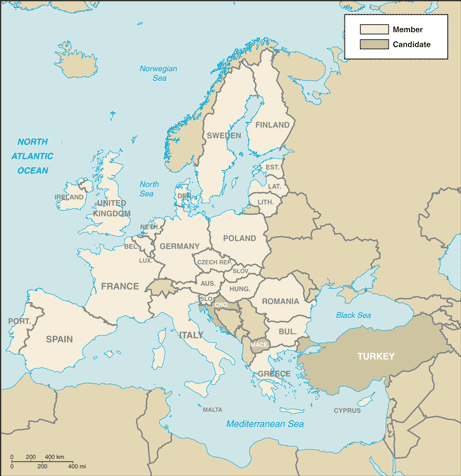 Member
Candidate
Norwegian
Sea
NORTH
ATLANTIC
OCEAN
SWEDEN
FINLAND
EST.
LAT.
LITH.
North
Sea
DEN.
IRELAND
UNITED
KINGDOM
NETH.
BEL.
LUX.
GERMANY
POLAND
CZECH REP.
SLOV.
AUS.
HUNG.
SLO.
FRANCE
ROMANIA
BUL.
Black Sea
PORT.
SPAIN
ITALY
MACE.
GREECE
TURKEY
MALTA
CYPRUS
Mediterranean Sea
0 200 400 km
0 200 400 mi